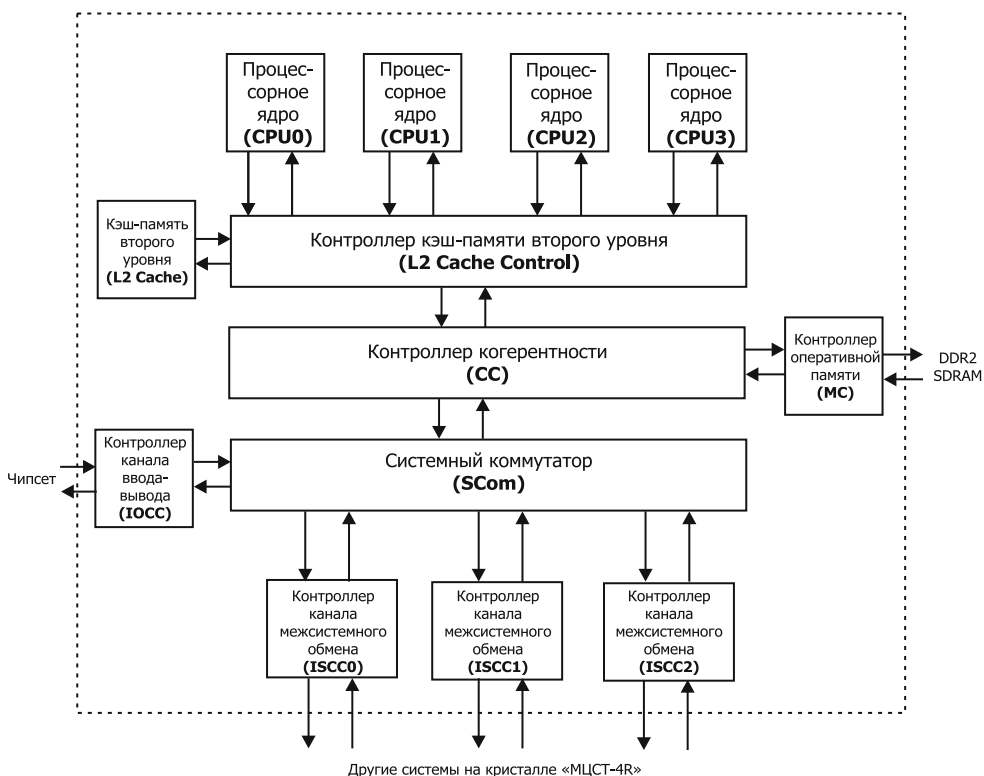 Процес-
сорное
ядро
(CPU0)
Процес-
сорное
ядро
(CPU1)
Процес-
сорное
ядро
(CPU2)
Процес-
сорное
ядро
(CPU3)
Кэш-память
второго
уровня
(L2 Cache)
Контроллер кэш-памяти второго уровня
(L2 Cache Control)
Контроллер когерентности
(CC)
Контроллер
оперативной
памяти
(MC)
DDR2
SDRAM
Чипсет
Контроллер
канала
ввода-
вывода
(IOCC)
Системный коммутатор
(SCom)
Контроллер
канала
межсистемного
обмена
(ISCC0)
Контроллер
канала
межсистемного
обмена
(ISCC1)
Контроллер
канала
межсистемного
обмена
(ISCC2)
Другие системы на кристалле «МЦСТ-4R»